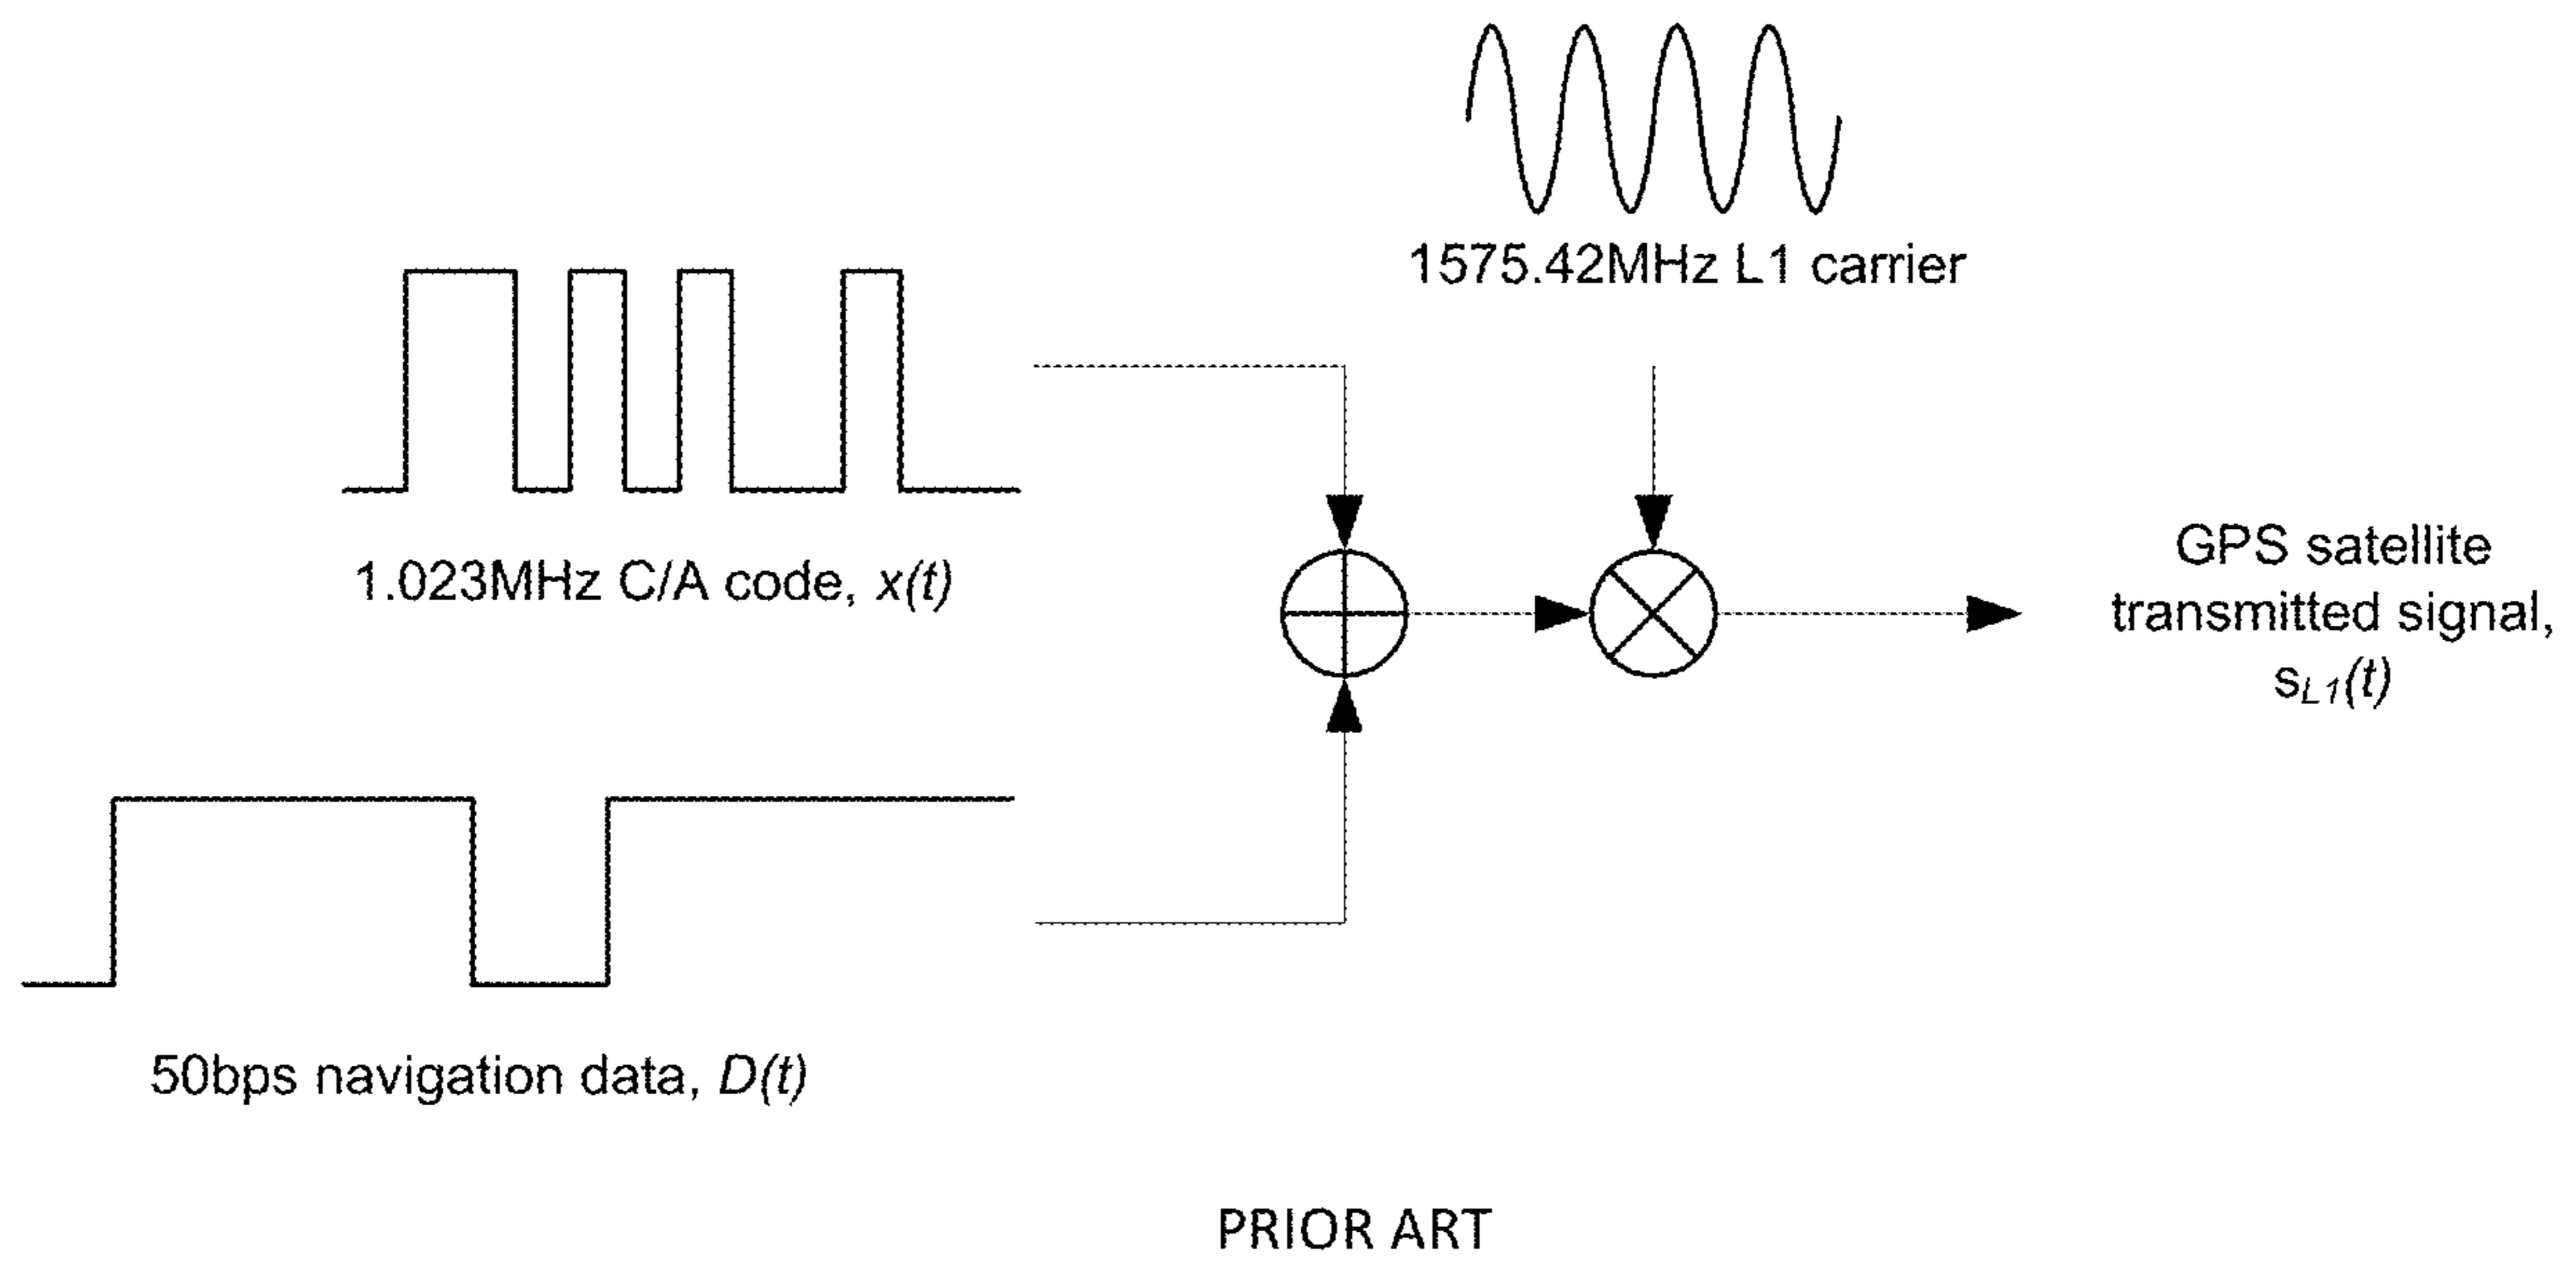 1575.42MHz L1 carrier
1.023MHz C/A code, x(t)
GPS satellite
transmitted signal,
sL1(t)
50bps navigation data, D(t)
PRIOR ART